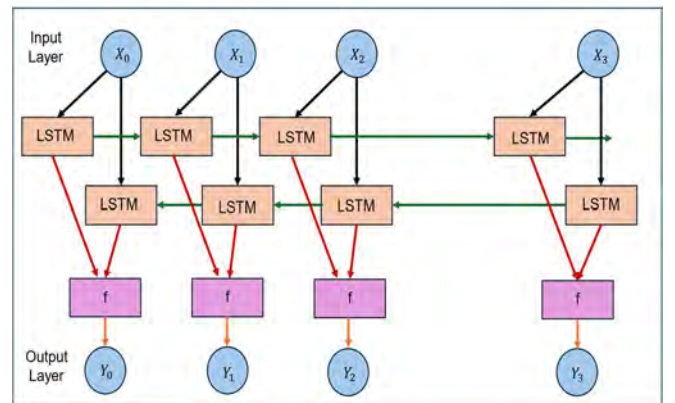 Input
Layer
X₀ X₁ X₂ X₃
LSTM LSTM LSTM LSTM
LSTM LSTM LSTM LSTM
f f f f
Output
Layer
Y₀ Y₁ Y₂ Y₃